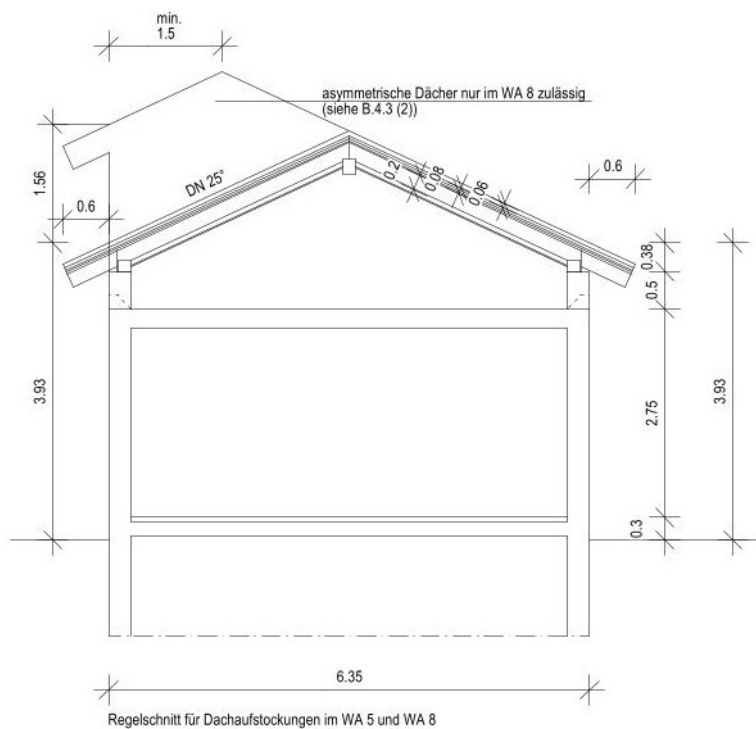 min.
1.5
asymmetrische Dächer nur im WA 8 zulässig
(siehe B.4.3 (2))
1.56
0.6
DN 25°
0.2
0.08
0.06
0.6
3.93
0.38
0.5
2.75
0.3
3.93
6.35
Regelschnitt für Dachaufstockungen im WA 5 und WA 8